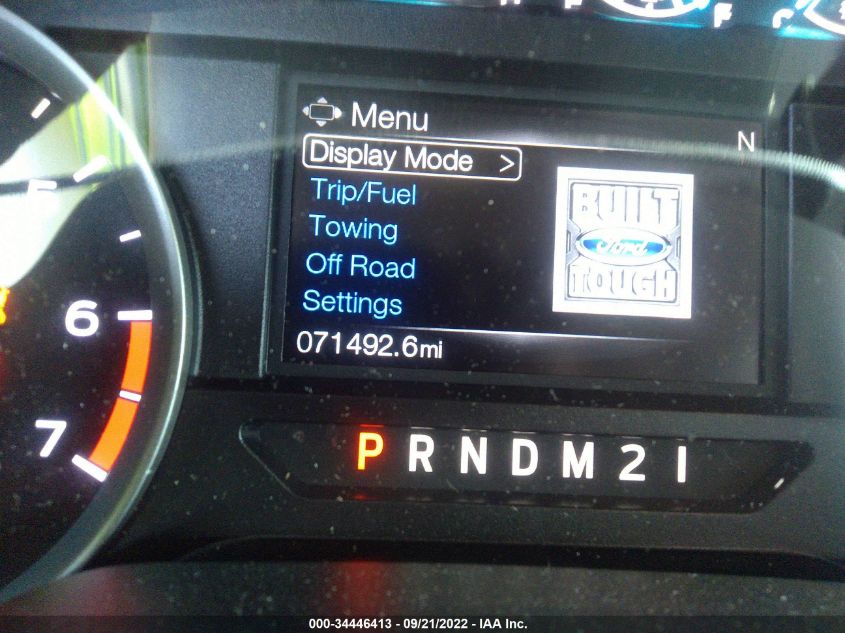 H F F C
Menu
N
Display Mode >
Trip/Fuel
Towing
Off Road
Settings
BUILT
Ford
TOUGH
071492.6mi
6
7
P R N D M 2 1
000-34446413 - 09/21/2022 - IAA Inc.